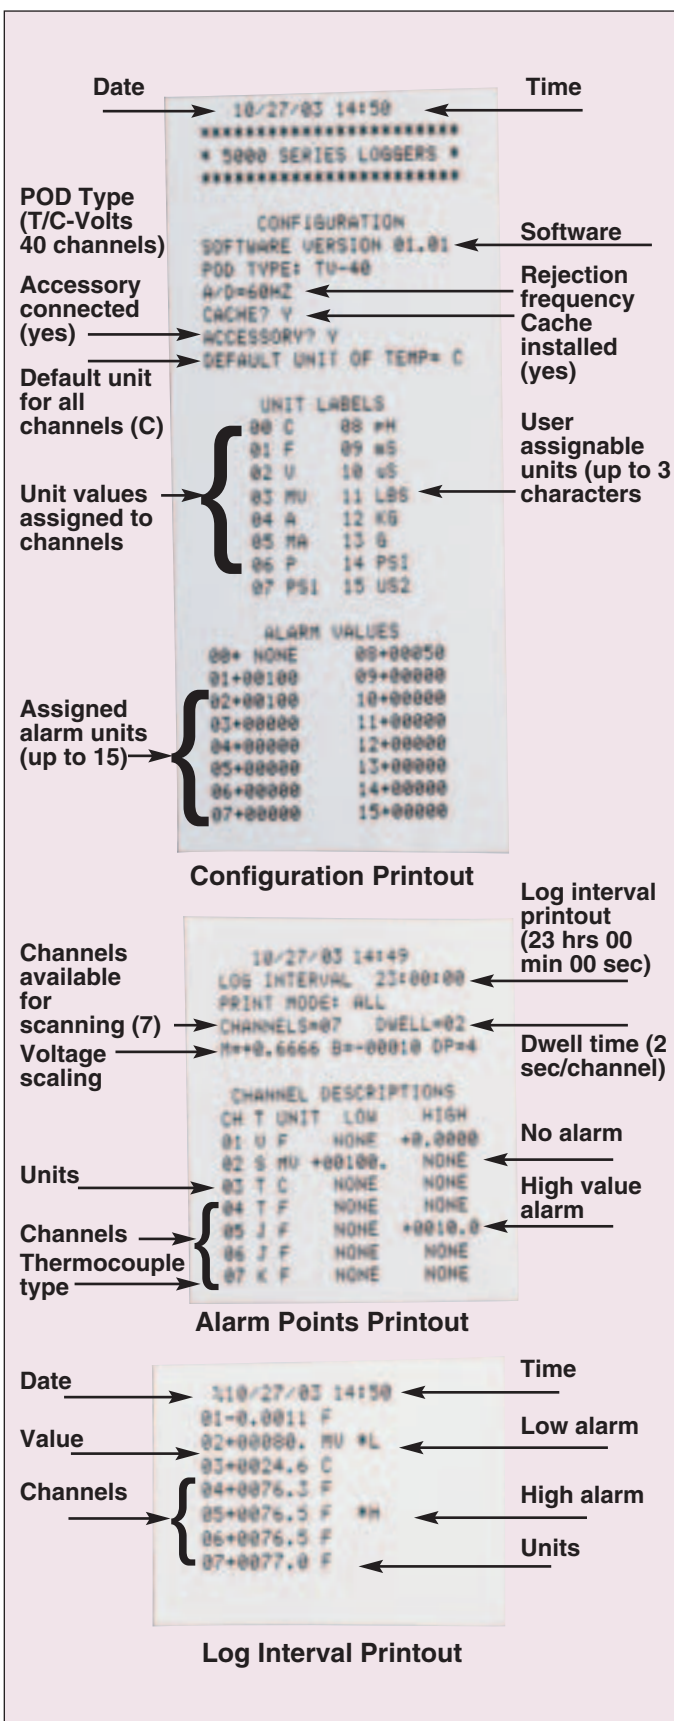 Date
Time
10/27/03 14:50
************************
* 5000 SERIES LOGGERS *
************************
POD Type
(T/C-Volts
40 channels)
CONFIGURATION
SOFTWARE VERSION 01.01
Software
POD TYPE: TV-40
A/D=60HZ
Rejection
frequency
CACHE? Y
Cache
installed
(yes)
Accessory
connected
(yes)
ACCESSORY? Y
DEFAULT UNIT OF TEMP= C
Default unit
for all
channels (C)
UNIT LABELS
00 C 08 pH
01 F 09 mS
02 V 10 uS
03 MV 11 LBS
04 A 12 KG
05 MA 13 G
06 P 14 PSI
07 PS1 15 US2
User
assignable
units (up to 3
characters
Unit values
assigned to
channels
ALARM VALUES
00+ NONE 08+00050
01+00100 09+00000
02+00100 10+00000
03+00000 11+00000
04+00000 12+00000
05+00000 13+00000
06+00000 14+00000
07+00000 15+00000
Assigned
alarm units
(up to 15)
Configuration Printout
Log interval
printout
(23 hrs 00
min 00 sec)
10/27/03 14:49
LOG INTERVAL 23:00:00
PRINT MODE: ALL
CHANNELS=07 DWELL=02
M=+0.6666 B=-00010 DP=4
Channels
available
for
scanning (7)
Voltage
scaling
Dwell time (2
sec/channel)
CHANNEL DESCRIPTIONS
CH T UNIT LOW HIGH
01 V F NONE +0.0000
02 S MV +00100. NONE
03 T C NONE NONE
04 T F NONE NONE
05 J F NONE +0010.0
06 J F NONE NONE
07 K F NONE NONE
No alarm
High value
alarm
Units
Channels
Thermocouple
type
Alarm Points Printout
Date
Time
10/27/03 14:50
01-0.0011 F
02+00080. MV *L
03+0024.6 C
04+0076.3 F
05+0076.5 F *H
06+0076.5 F
07+0077.0 F
Value
Low alarm
Channels
High alarm
Units
Log Interval Printout